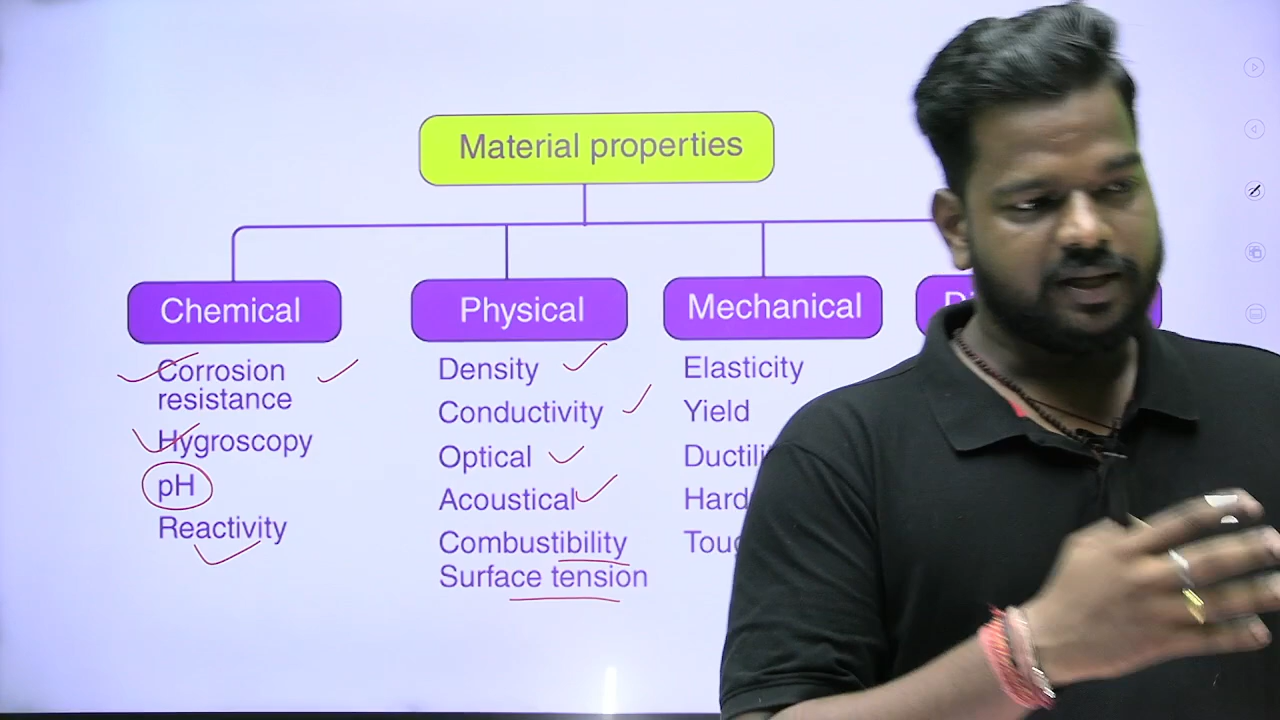 Material properties
Chemical
Physical
Mechanical
Corrosion
resistance
Hygroscopy
pH
Reactivity
Density
Conductivity
Optical
Acoustical
Combustibility
Surface tension
Elasticity
Yield